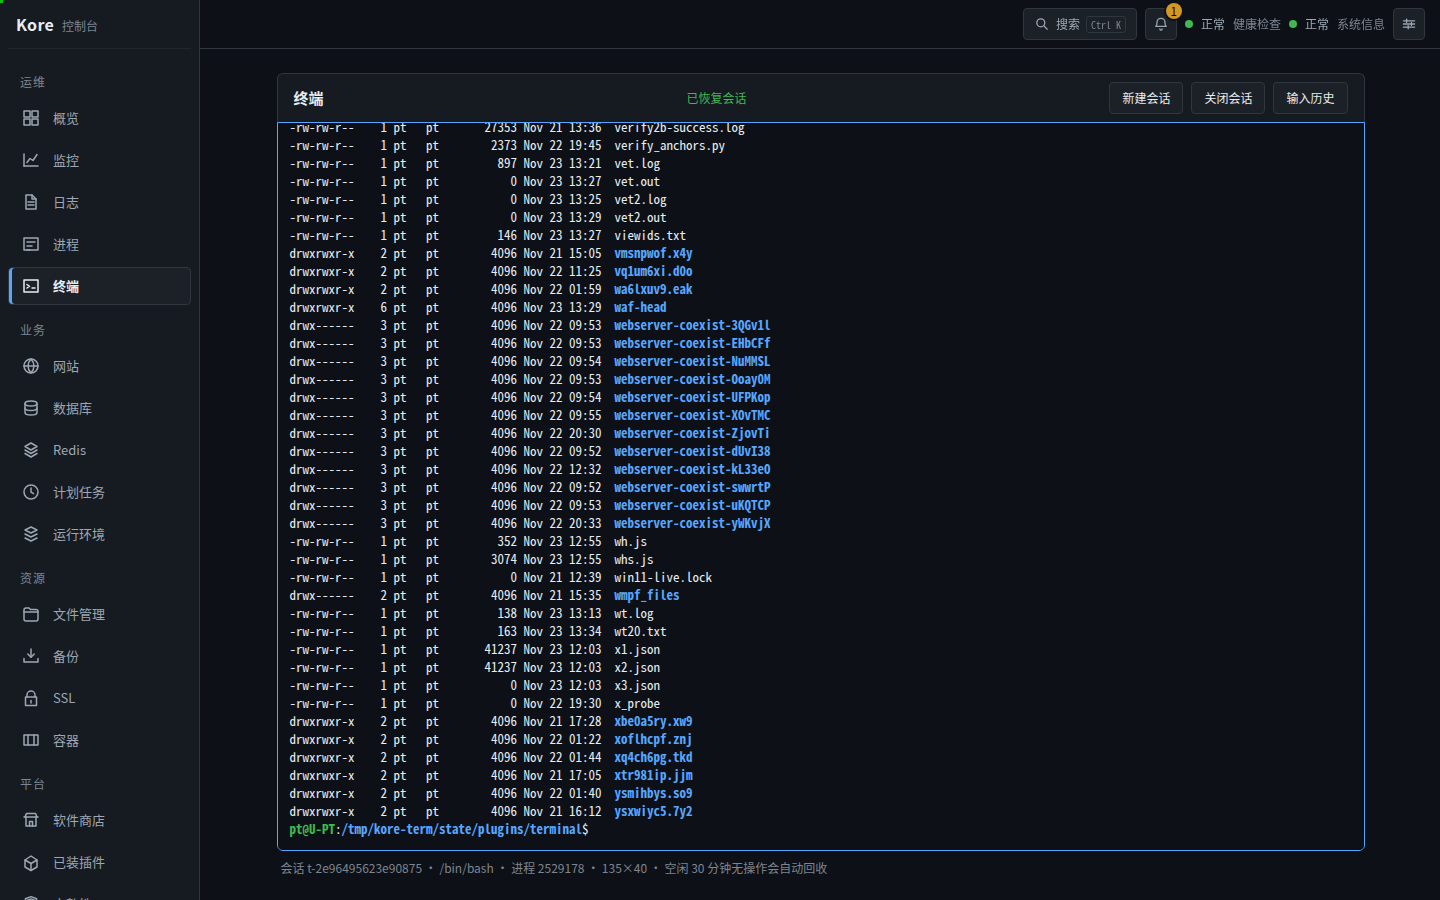 Kore 控制台
搜索 Ctrl K
1
正常 健康检查
正常 系统信息
运维
概览
监控
日志
进程
终端
业务
网站
数据库
Redis
计划任务
运行环境
资源
文件管理
备份
SSL
容器
平台
软件商店
已装插件
终端
已恢复会话
新建会话
关闭会话
输入历史
-rw-rw-r-- 1 pt pt 27353 Nov 21 13:36 verify2b-success.log
-rw-rw-r-- 1 pt pt 2373 Nov 22 19:45 verify_anchors.py
-rw-rw-r-- 1 pt pt 897 Nov 23 13:21 vet.log
-rw-rw-r-- 1 pt pt 0 Nov 23 13:27 vet.out
-rw-rw-r-- 1 pt pt 0 Nov 23 13:25 vet2.log
-rw-rw-r-- 1 pt pt 0 Nov 23 13:29 vet2.out
-rw-rw-r-- 1 pt pt 146 Nov 23 13:27 viewids.txt
drwxrwxr-x 2 pt pt 4096 Nov 21 15:05 vmsnpwof.x4y
drwxrwxr-x 2 pt pt 4096 Nov 22 11:25 vq1um6xi.d0o
drwxrwxr-x 2 pt pt 4096 Nov 22 01:59 wa6lxuv9.eak
drwxrwxr-x 6 pt pt 4096 Nov 23 13:29 waf-head
drwx------ 3 pt pt 4096 Nov 22 09:53 webserver-coexist-3QGv1l
drwx------ 3 pt pt 4096 Nov 22 09:53 webserver-coexist-EHbCFf
drwx------ 3 pt pt 4096 Nov 22 09:54 webserver-coexist-NuMMSL
drwx------ 3 pt pt 4096 Nov 22 09:53 webserver-coexist-OoayOM
drwx------ 3 pt pt 4096 Nov 22 09:54 webserver-coexist-UFPKop
drwx------ 3 pt pt 4096 Nov 22 09:55 webserver-coexist-XOvTMC
drwx------ 3 pt pt 4096 Nov 22 20:30 webserver-coexist-ZjovTi
drwx------ 3 pt pt 4096 Nov 22 09:52 webserver-coexist-dUvI38
drwx------ 3 pt pt 4096 Nov 22 12:32 webserver-coexist-kL33eO
drwx------ 3 pt pt 4096 Nov 22 09:52 webserver-coexist-swwrtP
drwx------ 3 pt pt 4096 Nov 22 09:53 webserver-coexist-uKQTCP
drwx------ 3 pt pt 4096 Nov 22 20:33 webserver-coexist-yWKvjX
-rw-rw-r-- 1 pt pt 352 Nov 23 12:55 wh.js
-rw-rw-r-- 1 pt pt 3074 Nov 23 12:55 whs.js
-rw-rw-r-- 1 pt pt 0 Nov 21 12:39 win11-live.lock
drwx------ 2 pt pt 4096 Nov 21 15:35 wmpf_files
-rw-rw-r-- 1 pt pt 138 Nov 23 13:13 wt.log
-rw-rw-r-- 1 pt pt 163 Nov 23 13:34 wt20.txt
-rw-rw-r-- 1 pt pt 41237 Nov 23 12:03 x1.json
-rw-rw-r-- 1 pt pt 41237 Nov 23 12:03 x2.json
-rw-rw-r-- 1 pt pt 0 Nov 23 12:03 x3.json
-rw-rw-r-- 1 pt pt 0 Nov 22 19:30 x_probe
drwxrwxr-x 2 pt pt 4096 Nov 21 17:28 xbe0a5ry.xw9
drwxrwxr-x 2 pt pt 4096 Nov 22 01:22 xoflhcpf.znj
drwxrwxr-x 2 pt pt 4096 Nov 22 01:44 xq4ch6pg.tkd
drwxrwxr-x 2 pt pt 4096 Nov 21 17:05 xtr981ip.jjm
drwxrwxr-x 2 pt pt 4096 Nov 22 01:40 ysmihbys.so9
drwxrwxr-x 2 pt pt 4096 Nov 21 16:12 ysxwiyc5.7y2
pt@U-PT:/tmp/kore-term/state/plugins/terminal$
会话 t-2e96495623e90875 · /bin/bash · 进程 2529178 · 135×40 · 空闲 30 分钟无操作会自动回收